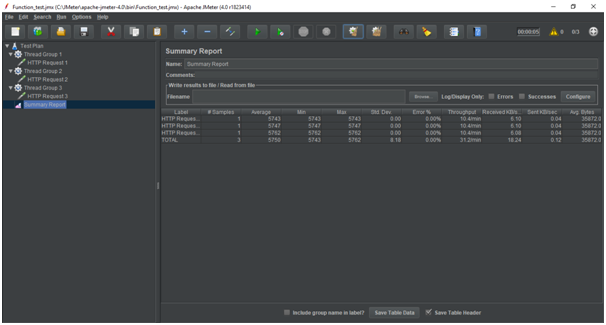 Function_test.jmx (C:\JMeter\apache-jmeter-4.0\bin\Function_test.jmx) - Apache JMeter (4.0 r1823414)
File Edit Search Run Options Help
00:00:05 0 0/3
Test Plan
Thread Group 1
HTTP Request 1
Thread Group 2
HTTP Request 2
Thread Group 3
HTTP Request 3
Summary Report
Summary Report
Name: Summary Report
Comments:
Write results to file / Read from file
Filename Browse... Log/Display Only: Errors Successes Configure
Label # Samples Average Min Max Std. Dev. Error % Throughput Received KB/s... Sent KB/sec Avg. Bytes
HTTP Reques... 1 5743 5743 5743 0.00 0.00% 10.4/min 6.10 0.04 35872.0
HTTP Reques... 1 5747 5747 5747 0.00 0.00% 10.4/min 6.10 0.04 35872.0
HTTP Reques... 1 5762 5762 5762 0.00 0.00% 10.4/min 6.08 0.04 35872.0
TOTAL 3 5750 5743 5762 8.18 0.00% 31.2/min 18.24 0.12 35872.0
Include group name in label? Save Table Data Save Table Header